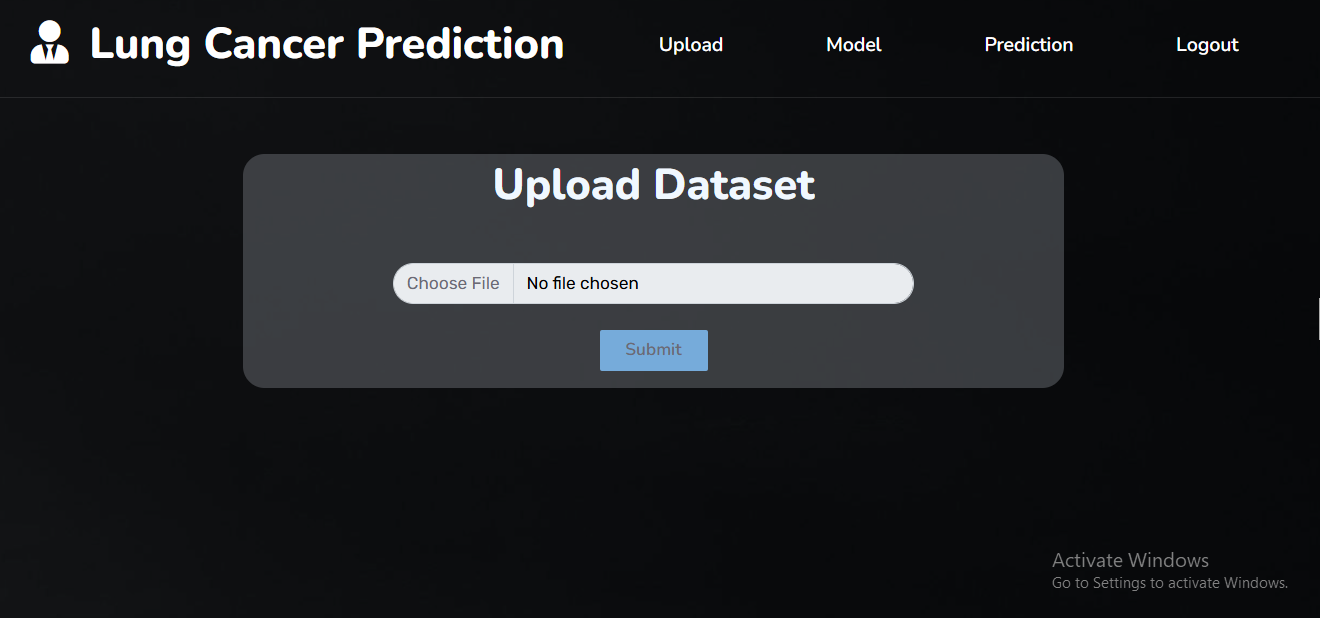 Lung Cancer Prediction
Upload
Model
Prediction
Logout
Upload Dataset
Choose File
No file chosen
Submit
Activate Windows
Go to Settings to activate Windows.